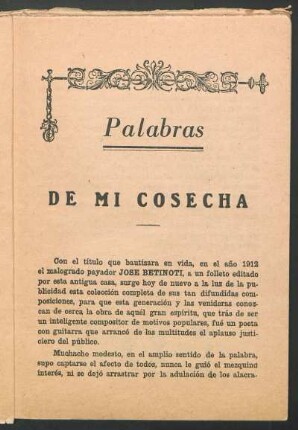 Palabras
DE MI COSECHA
Con el título que bautizara en vida, en el año 1912
el malogrado payador JOSE BETINOTI, a un folleto editado
por esta antigua casa, surge hoy de nuevo a la luz de la pu-
blicidad esta colección completa de sus tan difundidas com-
posiciones, para que esta generación y las venideras conoz-
can de cerca la obra de aquél gran espíritu, que trás de ser
un inteligente compositor de motivos populares, fué un poeta
con guitarra que arrancó de las multitudes el aplauso justi-
ciero del público.
Muchacho modesto, en el amplio sentido de la palabra,
supo captarse el afecto de todos, nunca le guió el mesquino
interés, ni se dejó arrastrar por la adulación de los alacra-